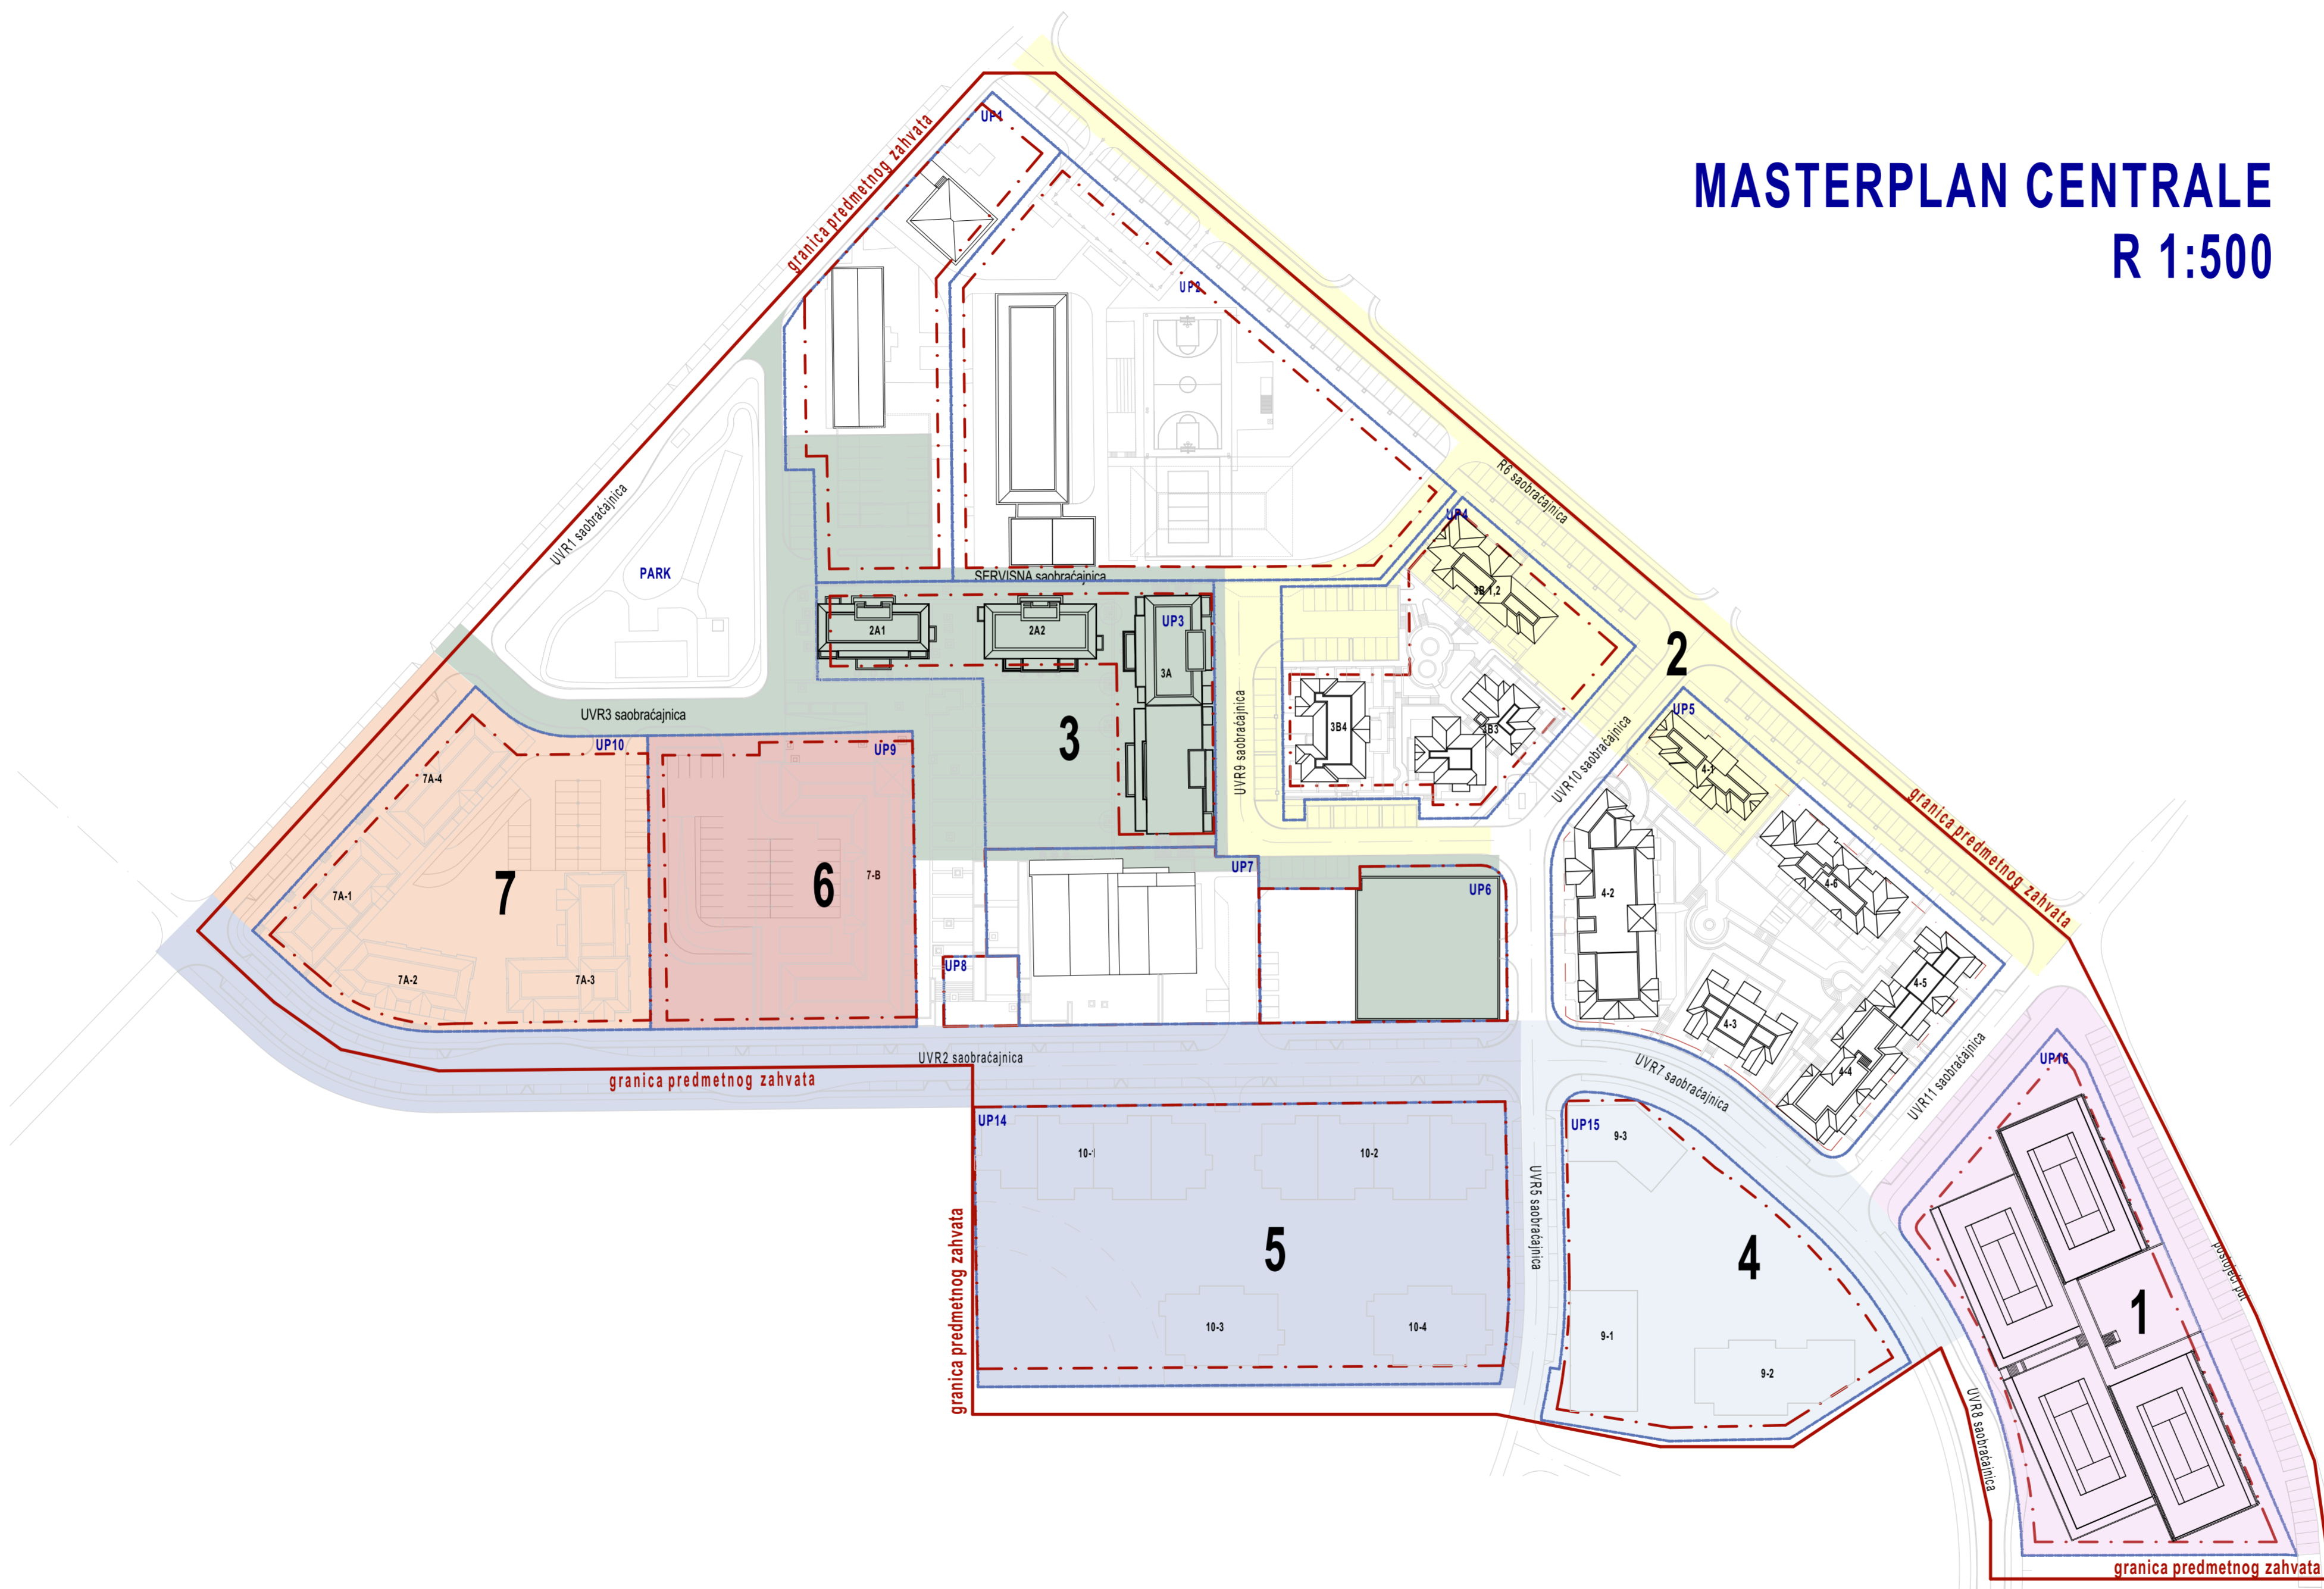 MASTERPLAN CENTRALE
R 1:500
granica predmetnog zahvata
UP1
UP2
R6 saobraćajnica
UVR1 saobraćajnica
PARK
SERVISNA saobraćajnica
UP4
3B 1,2
2A1
2A2
UP3
3A
3
2
UVR3 saobraćajnica
UVR9 saobraćajnica
3B4
3B3
UVR10 saobraćajnica
UP5
4-1
UP10
UP9
7A-4
granica predmetnog zahvata
7A-1
7
6
7-B
UP7
UP6
4-2
4-6
7A-2
7A-3
UP8
4-5
4-3
4-4
UVR2 saobraćajnica
granica predmetnog zahvata
UVR7 saobraćajnica
UVR11 saobraćajnica
UP16
UP14
10-1
10-2
UP15
9-3
UVR5 saobraćajnica
granica predmetnog zahvata
5
4
1
postojeći put
10-3
10-4
9-1
9-2
UVR8 saobraćajnica
granica predmetnog zahvata